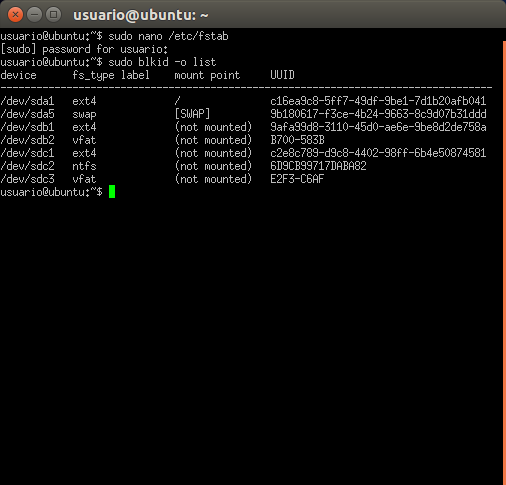 usuario@ubuntu: ~
usuario@ubuntu:~$ sudo nano /etc/fstab
[sudo] password for usuario:
usuario@ubuntu:~$ sudo blkid -o list
device     fs_type label    mount point     UUID
--------------------------------------------------------------------------------
/dev/sda1  ext4             /               c16ea9c8-5ff7-49df-9be1-7d1b20afb041
/dev/sda5  swap             [SWAP]          9b180617-f3ce-4b24-9663-8c9d07b31ddd
/dev/sdb1  ext4             (not mounted)   9afa99d8-3110-45d0-ae6e-9be8d2de758a
/dev/sdb2  vfat             (not mounted)   B700-583B
/dev/sdc1  ext4             (not mounted)   c2e8c789-d9c8-4402-98ff-6b4e50874581
/dev/sdc2  ntfs             (not mounted)   6D9CB99717DABA82
/dev/sdc3  vfat             (not mounted)   E2F3-C6AF
usuario@ubuntu:~$